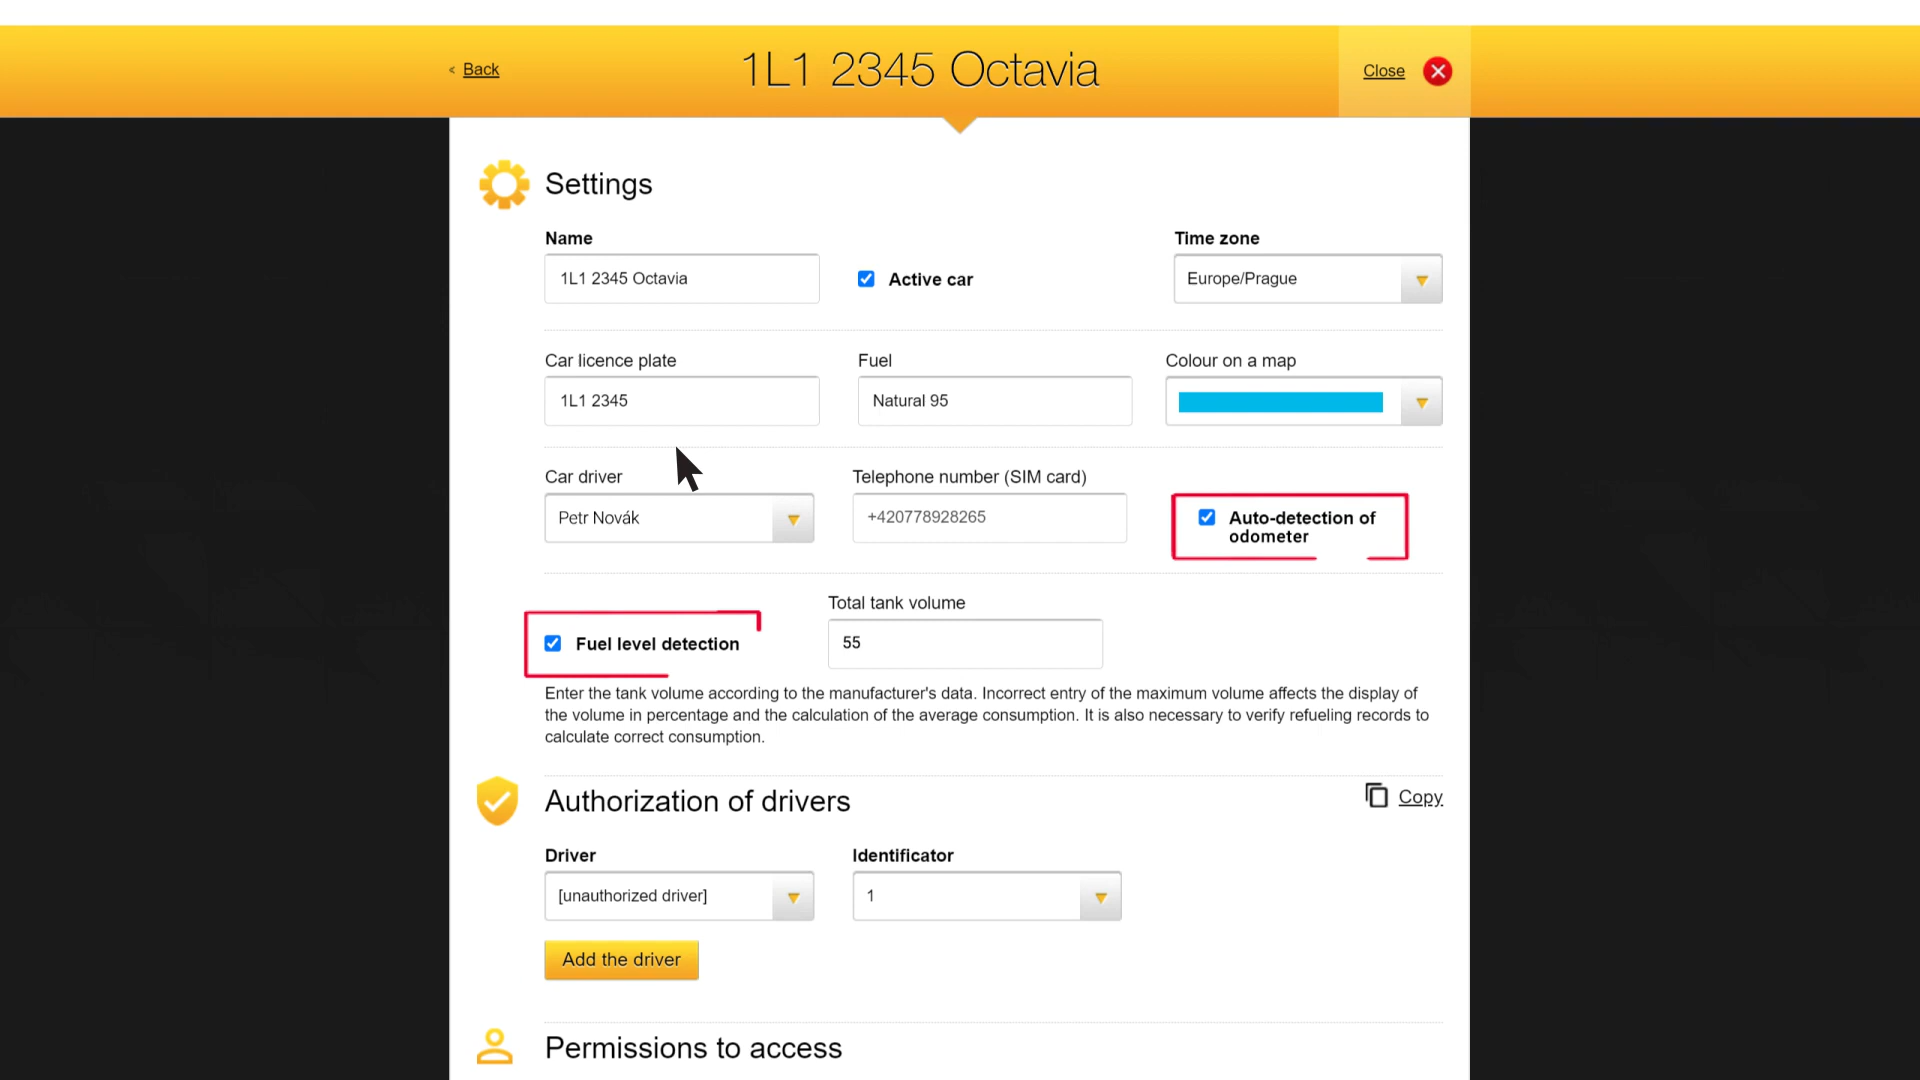 < Back
1L1 2345 Octavia
Close
Settings
Name
Time zone
1L1 2345 Octavia
Active car
Europe/Prague
Car licence plate
Fuel
Colour on a map
1L1 2345
Natural 95
Car driver
Telephone number (SIM card)
Petr Novák
+420778928265
Auto-detection of
odometer
Total tank volume
Fuel level detection
55
Enter the tank volume according to the manufacturer's data. Incorrect entry of the maximum volume affects the display of
the volume in percentage and the calculation of the average consumption. It is also necessary to verify refueling records to
calculate correct consumption.
Authorization of drivers
Copy
Driver
Identificator
[unauthorized driver]
1
Add the driver
Permissions to access